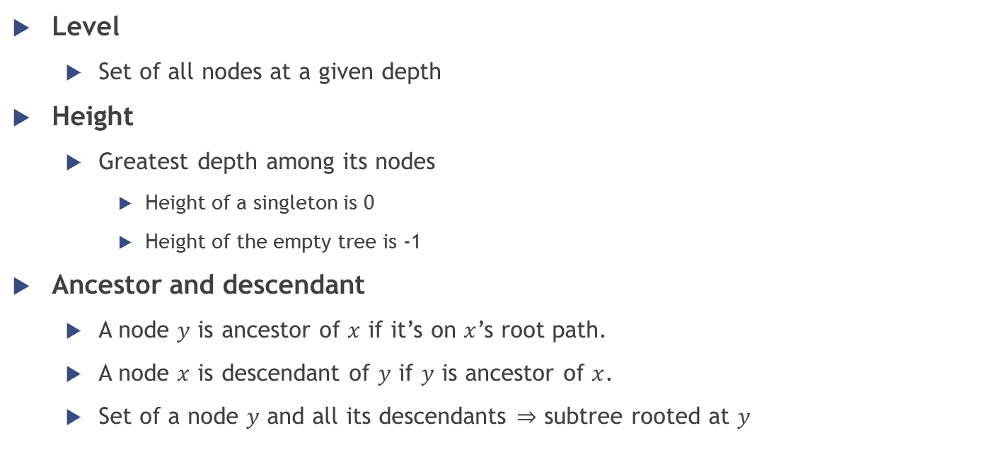 Level
Set of all nodes at a given depth
Height
Greatest depth among its nodes
Height of a singleton is 0
Height of the empty tree is -1
Ancestor and descendant
A node y is ancestor of x if it’s on x’s root path.
A node x is descendant of y if y is ancestor of x.
Set of a node y and all its descendants ⇒ subtree rooted at y